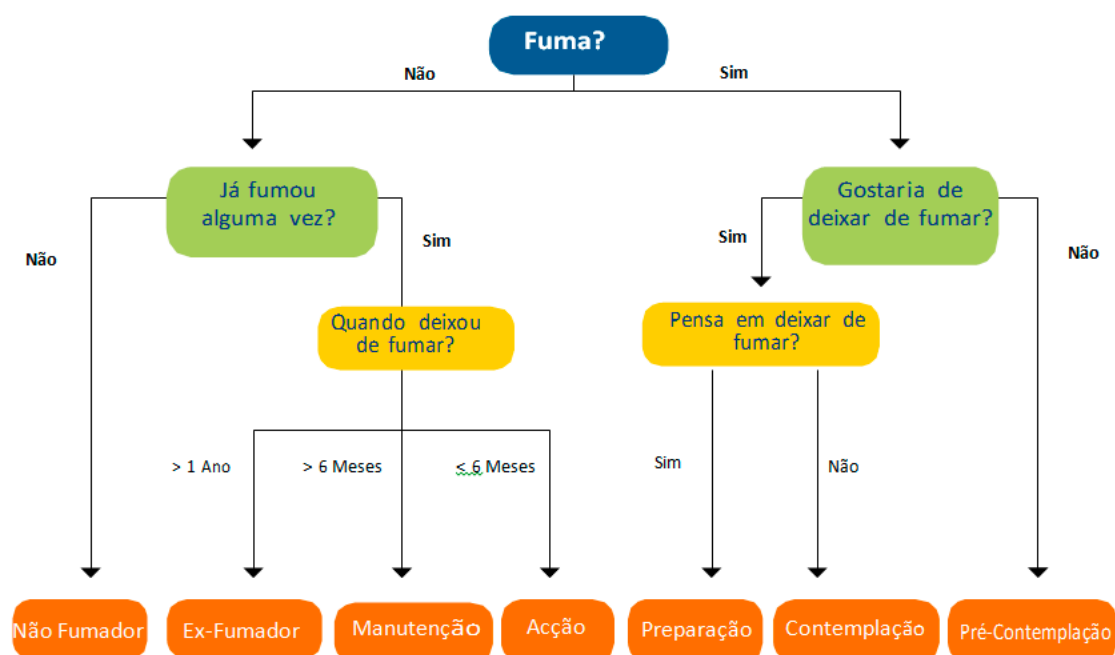 Fuma?
Não
Sim
Já fumou
alguma vez?
Gostaria de
deixar de fumar?
Não
Sim
Sim
Não
Quando deixou
de fumar?
Pensa em deixar de
fumar?
> 1 Ano
> 6 Meses
< 6 Meses
Sim
Não
Não Fumador
Ex-Fumador
Manutenção
Acção
Preparação
Contemplação
Pré-Contemplação